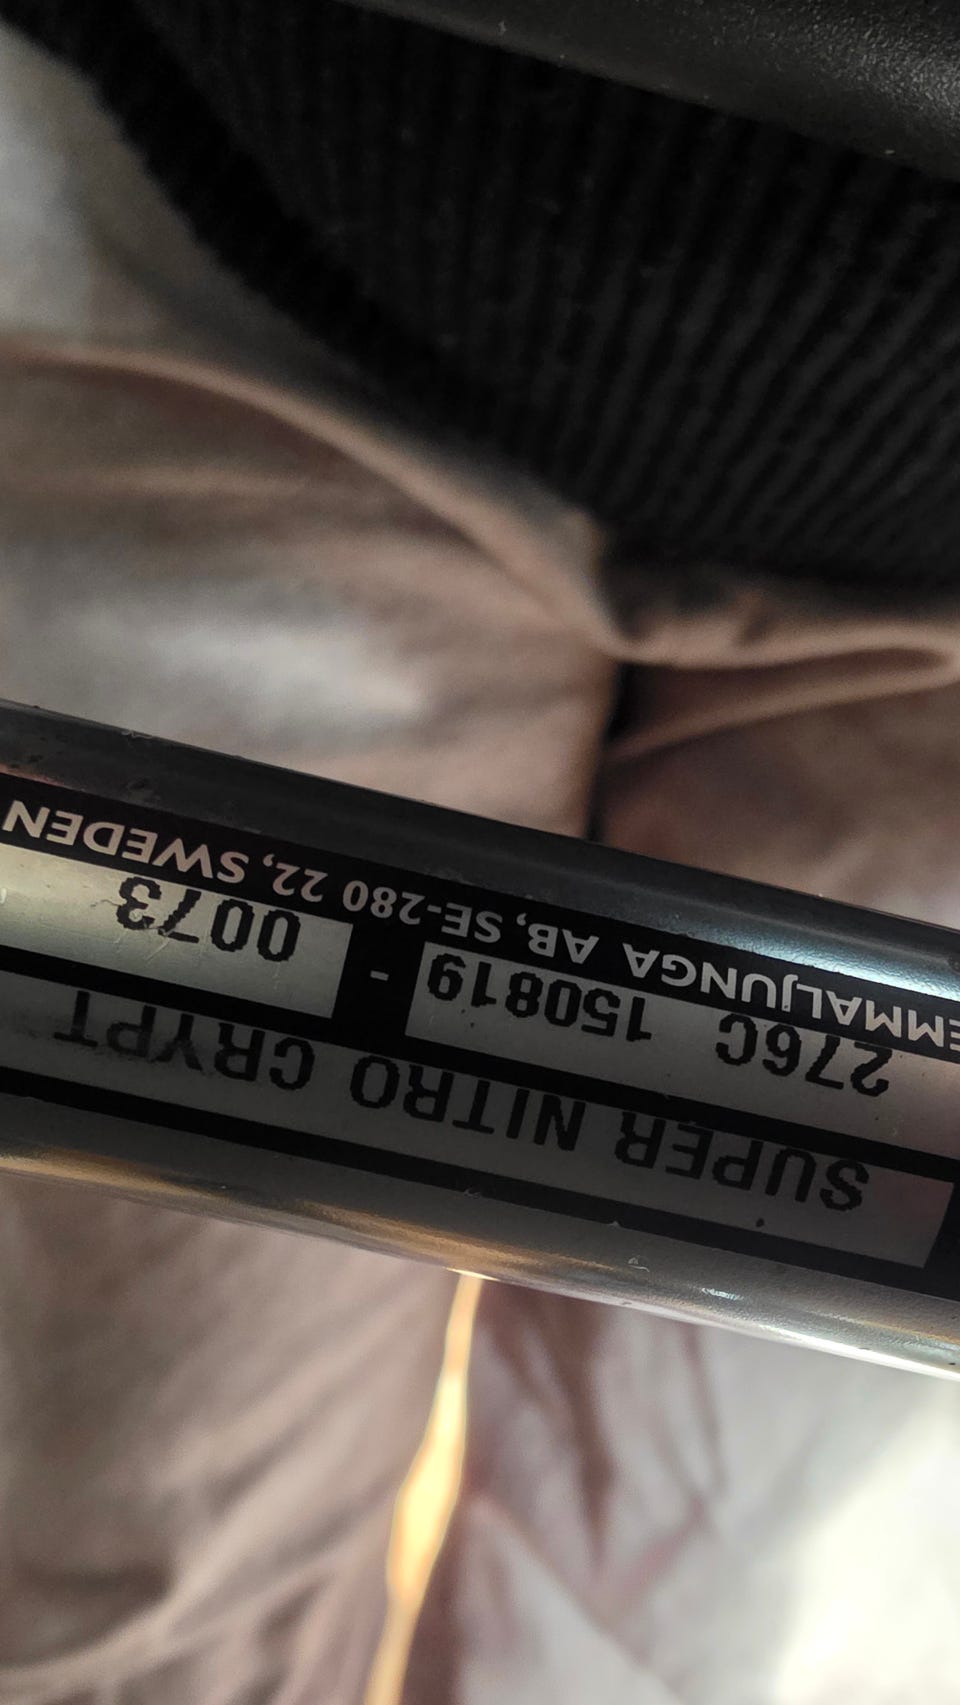 SUPER NITRO CRYPT
276C 150819 - 0073
EMMALJUNGA AB, SE-280 22, SWEDEN